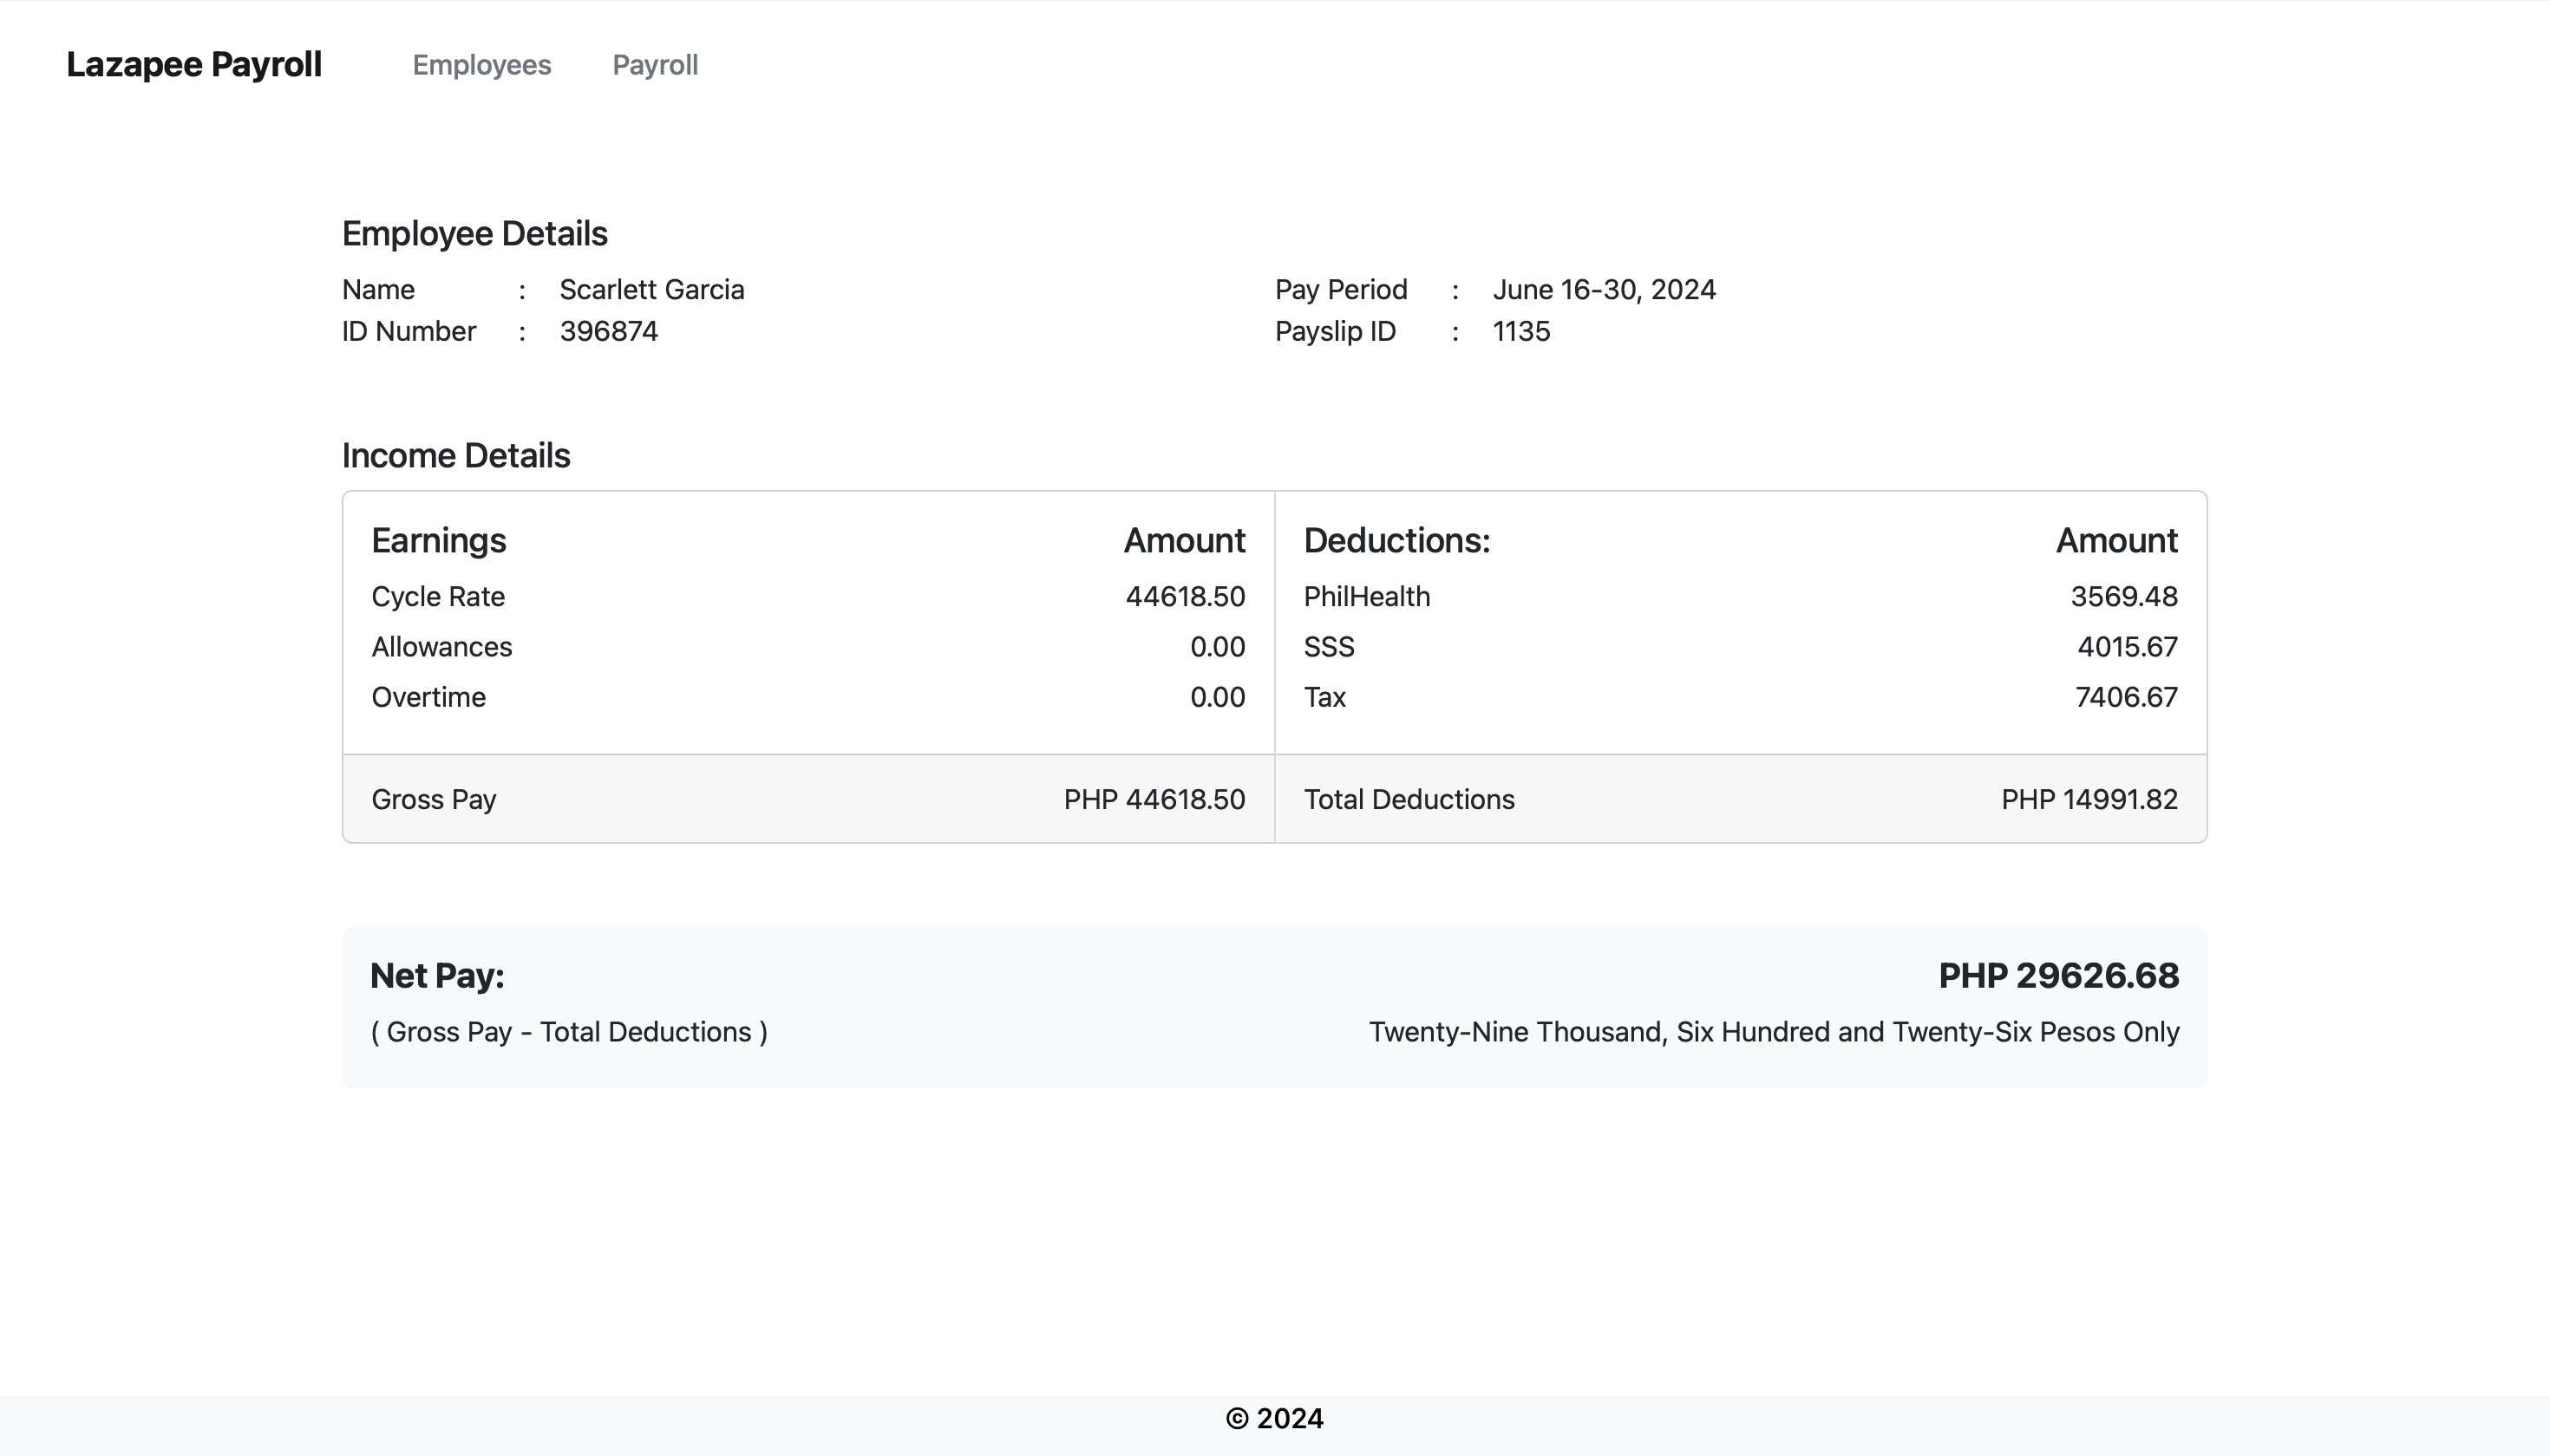 Lazapee Payroll Employees Payroll
Employee Details
Name : Scarlett Garcia Pay Period : June 16-30, 2024
ID Number : 396874 Payslip ID : 1135
Income Details
Earnings Amount Deductions: Amount
Cycle Rate 44618.50 PhilHealth 3569.48
Allowances 0.00 SSS 4015.67
Overtime 0.00 Tax 7406.67
Gross Pay PHP 44618.50 Total Deductions PHP 14991.82
Net Pay: PHP 29626.68
( Gross Pay - Total Deductions ) Twenty-Nine Thousand, Six Hundred and Twenty-Six Pesos Only
© 2024